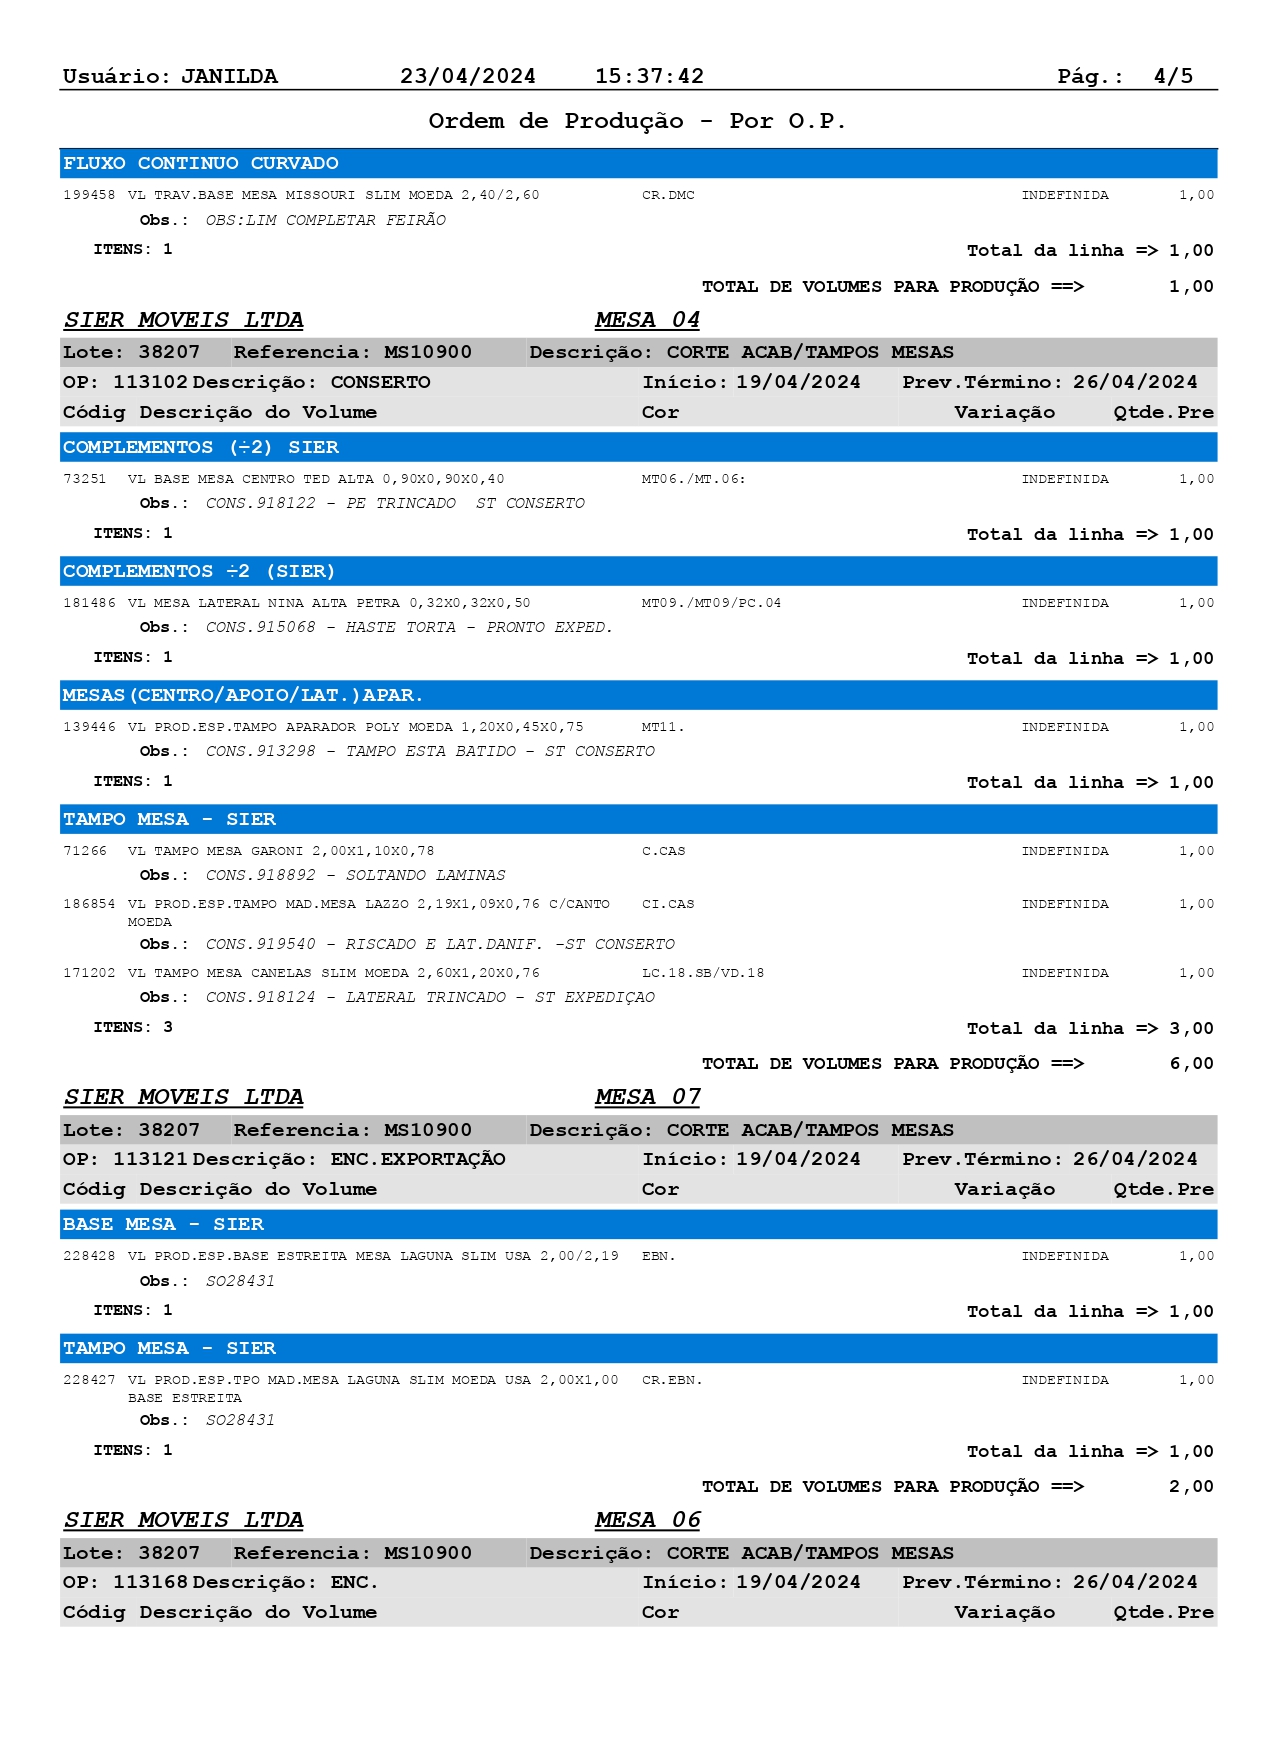 Usuário: JANILDA 23/04/2024 15:37:42 Pág.: 4/5
Ordem de Produção - Por O.P.
FLUXO CONTINUO CURVADO
199458 VL TRAV.BASE MESA MISSOURI SLIM MOEDA 2,40/2,60 CR.DMC INDEFINIDA 1,00
Obs.: OBS:LIM COMPLETAR FEIRÃO
ITENS: 1 Total da linha => 1,00
TOTAL DE VOLUMES PARA PRODUÇÃO ==> 1,00
SIER MOVEIS LTDA MESA 04
Lote: 38207 Referencia: MS10900 Descrição: CORTE ACAB/TAMPOS MESAS
OP: 113102 Descrição: CONSERTO Início: 19/04/2024 Prev.Término: 26/04/2024
Códig Descrição do Volume Cor Variação Qtde.Pre
COMPLEMENTOS (÷2) SIER
73251 VL BASE MESA CENTRO TED ALTA 0,90X0,90X0,40 MT06./MT.06: INDEFINIDA 1,00
Obs.: CONS.918122 - PE TRINCADO  ST CONSERTO
ITENS: 1 Total da linha => 1,00
COMPLEMENTOS ÷2 (SIER)
181486 VL MESA LATERAL NINA ALTA PETRA 0,32X0,32X0,50 MT09./MT09/PC.04 INDEFINIDA 1,00
Obs.: CONS.915068 - HASTE TORTA - PRONTO EXPED.
ITENS: 1 Total da linha => 1,00
MESAS(CENTRO/APOIO/LAT.)APAR.
139446 VL PROD.ESP.TAMPO APARADOR POLY MOEDA 1,20X0,45X0,75 MT11. INDEFINIDA 1,00
Obs.: CONS.913298 - TAMPO ESTA BATIDO - ST CONSERTO
ITENS: 1 Total da linha => 1,00
TAMPO MESA - SIER
71266 VL TAMPO MESA GARONI 2,00X1,10X0,78 C.CAS INDEFINIDA 1,00
Obs.: CONS.918892 - SOLTANDO LAMINAS
186854 VL PROD.ESP.TAMPO MAD.MESA LAZZO 2,19X1,09X0,76 C/CANTO CI.CAS INDEFINIDA 1,00
MOEDA
Obs.: CONS.919540 - RISCADO E LAT.DANIF. -ST CONSERTO
171202 VL TAMPO MESA CANELAS SLIM MOEDA 2,60X1,20X0,76 LC.18.SB/VD.18 INDEFINIDA 1,00
Obs.: CONS.918124 - LATERAL TRINCADO - ST EXPEDIÇAO
ITENS: 3 Total da linha => 3,00
TOTAL DE VOLUMES PARA PRODUÇÃO ==> 6,00
SIER MOVEIS LTDA MESA 07
Lote: 38207 Referencia: MS10900 Descrição: CORTE ACAB/TAMPOS MESAS
OP: 113121 Descrição: ENC.EXPORTAÇÃO Início: 19/04/2024 Prev.Término: 26/04/2024
Códig Descrição do Volume Cor Variação Qtde.Pre
BASE MESA - SIER
228428 VL PROD.ESP.BASE ESTREITA MESA LAGUNA SLIM USA 2,00/2,19 EBN. INDEFINIDA 1,00
Obs.: SO28431
ITENS: 1 Total da linha => 1,00
TAMPO MESA - SIER
228427 VL PROD.ESP.TPO MAD.MESA LAGUNA SLIM MOEDA USA 2,00X1,00 CR.EBN. INDEFINIDA 1,00
BASE ESTREITA
Obs.: SO28431
ITENS: 1 Total da linha => 1,00
TOTAL DE VOLUMES PARA PRODUÇÃO ==> 2,00
SIER MOVEIS LTDA MESA 06
Lote: 38207 Referencia: MS10900 Descrição: CORTE ACAB/TAMPOS MESAS
OP: 113168 Descrição: ENC. Início: 19/04/2024 Prev.Término: 26/04/2024
Códig Descrição do Volume Cor Variação Qtde.Pre